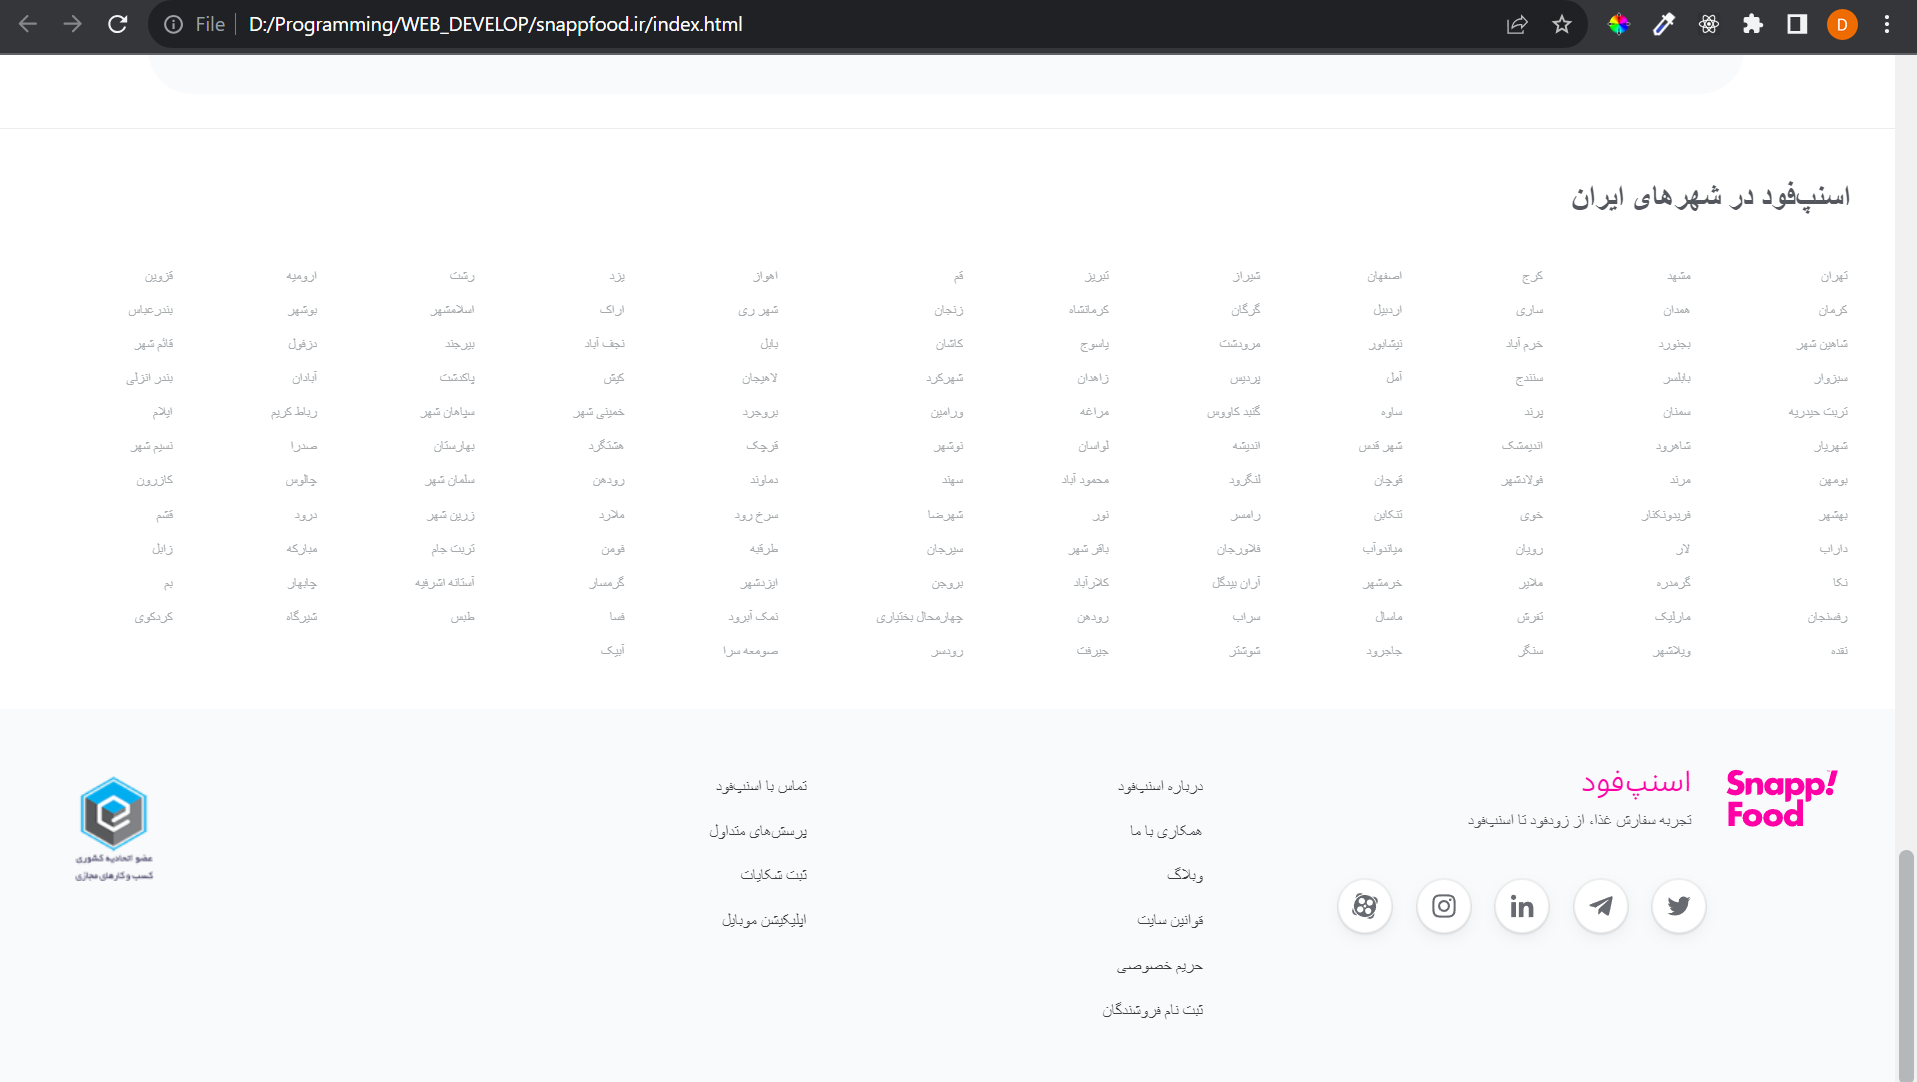 File D:/Programming/WEB_DEVELOP/snappfood.ir/index.html
D
اسنپ‌فود در شهرهای ایران
تهران مشهد کرج اصفهان شیراز تبریز قم اهواز یزد رشت ارومیه قزوین
کرمان همدان ساری اردبیل گرگان کرمانشاه زنجان شهر ری اراک اسلامشهر بوشهر بندرعباس
شاهین شهر بجنورد خرم آباد نیشابور مرودشت یاسوج کاشان بابل نجف آباد بیرجند دزفول قائم شهر
سبزوار بابلسر سنندج آمل پردیس زاهدان شهرکرد لاهیجان کیش پاکدشت آبادان بندر انزلی
تربت حیدریه سمنان پرند ساوه گنبد کاووس مراغه ورامین بروجرد خمینی شهر سپاهان شهر رباط کریم ایلام
شهریار شاهرود اندیمشک شهر قدس اندیشه لواسان نوشهر قرچک هشتگرد بهارستان صدرا نسیم شهر
بومهن مرند فولادشهر قوچان لنگرود محمود آباد سهند دماوند رودهن سلمان شهر چالوس کازرون
بهشهر فریدونکنار خوی تنکابن رامسر نور شهرضا سرخ رود ملارد زرین شهر درود قشم
داراب لار رویان میاندوآب فلاورجان باقر شهر سیرجان طرقبه فومن تربت جام مبارکه زابل
نکا گرمدره ملایر خرمشهر آران بیدگل کلارآباد بروجن ایزدشهر گرمسار آستانه اشرفیه چابهار بم
رفسنجان مارلیک تفرش ماسال سراب رودهن چهارمحال بختیاری نمک آبرود فسا طبس شیرگاه کردکوی
نقده ویلاشهر سنگر جاجرود شوشتر جیرفت رودسر صومعه سرا آبیک
Snapp!
Food
اسنپ‌فود
تجربه سفارش غذا، از زودفود تا اسنپ‌فود
درباره اسنپ‌فود
همکاری با ما
وبلاگ
قوانین سایت
حریم خصوصی
ثبت نام فروشندگان
تماس با اسنپ‌فود
پرسش‌های متداول
ثبت شکایات
اپلیکیشن موبایل
عضو اتحادیه کشوری
کسب و کارهای مجازی